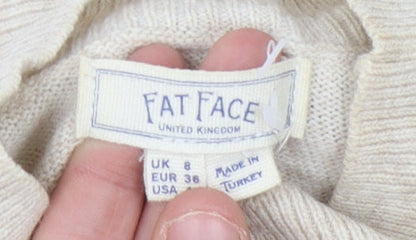 FAT FACE
UNITED KINGDOM
UK 8
EUR 36
USA
MADE IN
TURKEY